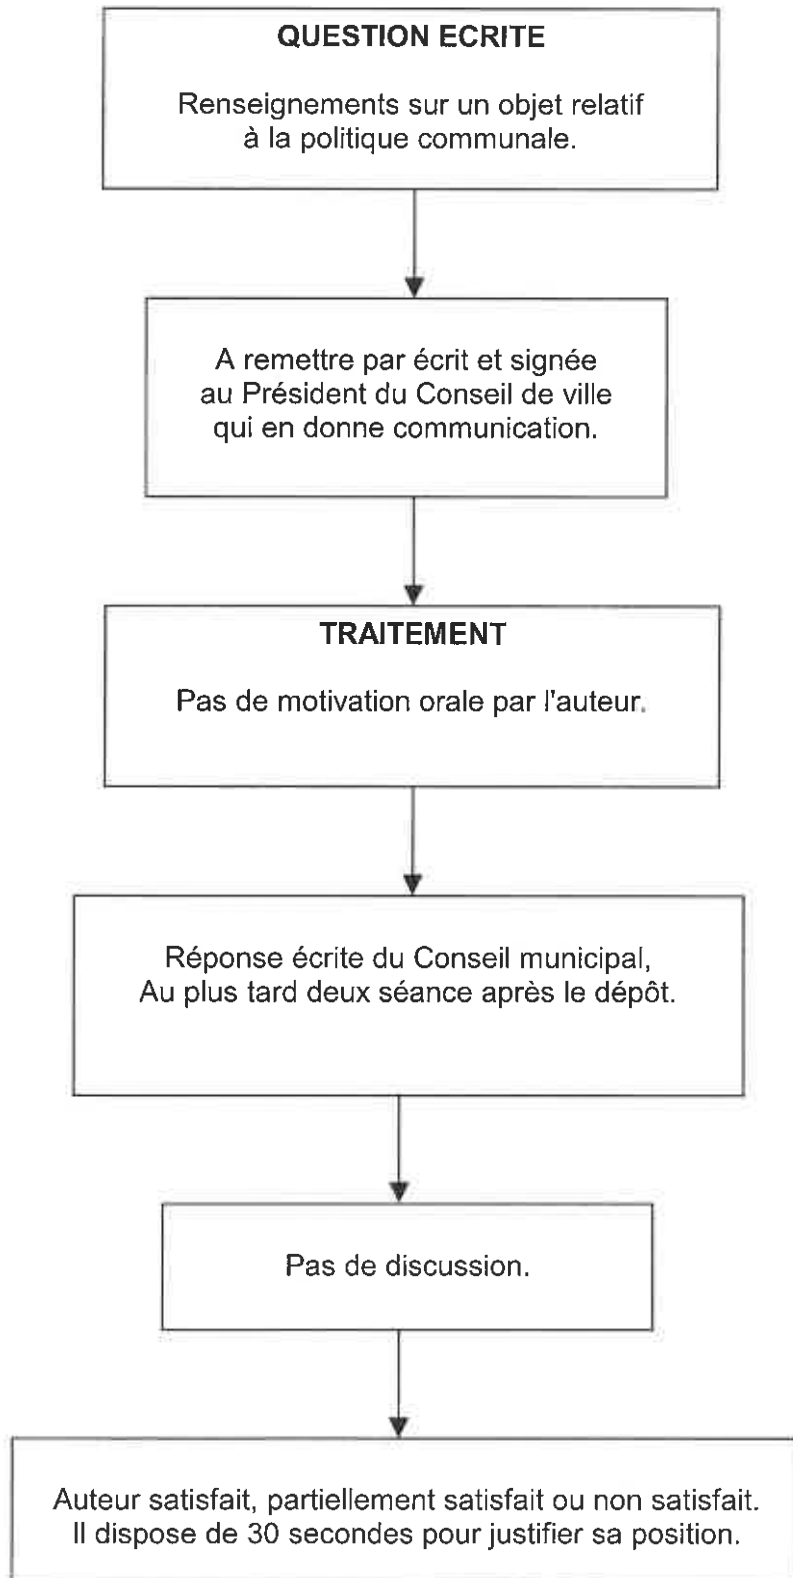 QUESTION ECRITE
Renseignements sur un objet relatif
à la politique communale.
A remettre par écrit et signée
au Président du Conseil de ville
qui en donne communication.
TRAITEMENT
Pas de motivation orale par l'auteur.
Réponse écrite du Conseil municipal,
Au plus tard deux séance après le dépôt.
Pas de discussion.
Auteur satisfait, partiellement satisfait ou non satisfait.
Il dispose de 30 secondes pour justifier sa position.